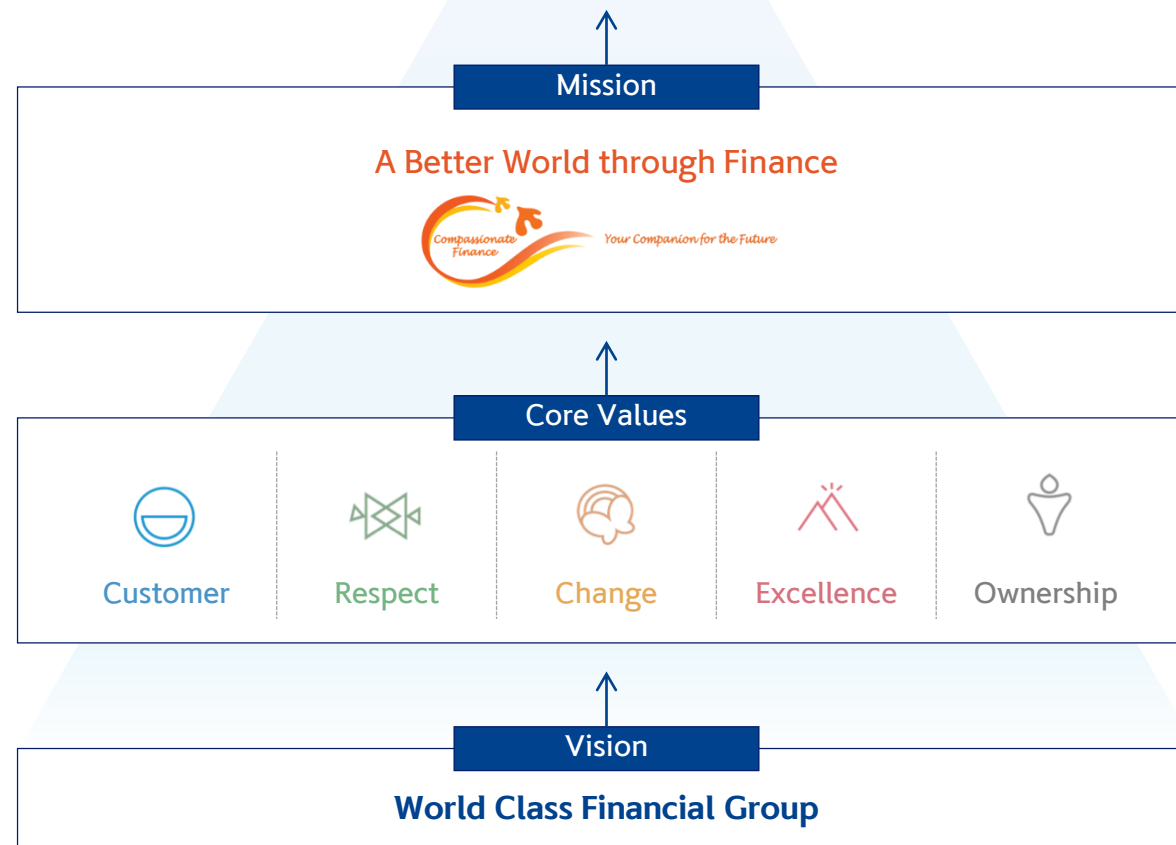 Mission
A Better World through Finance
Compassionate
Finance
Your Companion for the Future
Core Values
Customer
Respect
Change
Excellence
Ownership
Vision
World Class Financial Group